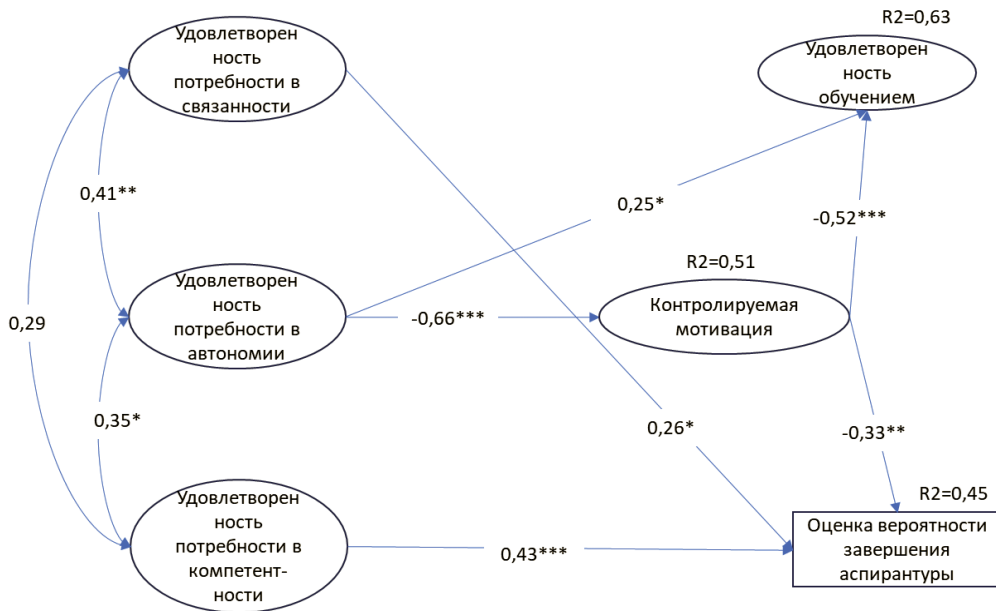 R2=0,63
Удовлетворен
ность
потребности в
связанности
Удовлетворен
ность
обучением
0,41**
0,25*
-0,52***
R2=0,51
Удовлетворен
ность
потребности в
автономии
0,29
-0,66***
Контролируемая
мотивация
0,35*
0,26*
-0,33**
R2=0,45
Удовлетворен
ность
потребности в
компетент-
ности
0,43***
Оценка вероятности
завершения
аспирантуры